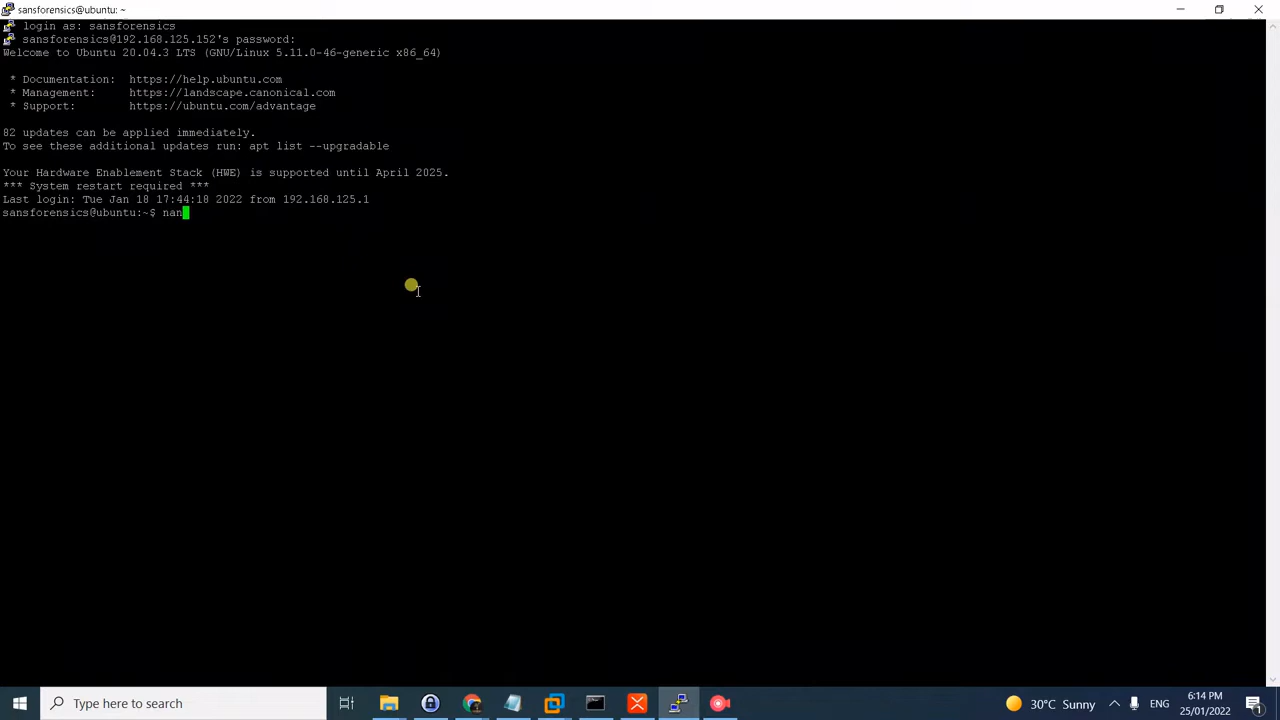 sansforensics@ubuntu: ~
login as: sansforensics
sansforensics@192.168.125.152's password:
Welcome to Ubuntu 20.04.3 LTS (GNU/Linux 5.11.0-46-generic x86_64)
* Documentation:  https://help.ubuntu.com
* Management:     https://landscape.canonical.com
* Support:        https://ubuntu.com/advantage
82 updates can be applied immediately.
To see these additional updates run: apt list --upgradable
Your Hardware Enablement Stack (HWE) is supported until April 2025.
*** System restart required ***
Last login: Tue Jan 18 17:44:18 2022 from 192.168.125.1
sansforensics@ubuntu:~$ nan
Type here to search
30°C Sunny
ENG
6:14 PM
25/01/2022
1